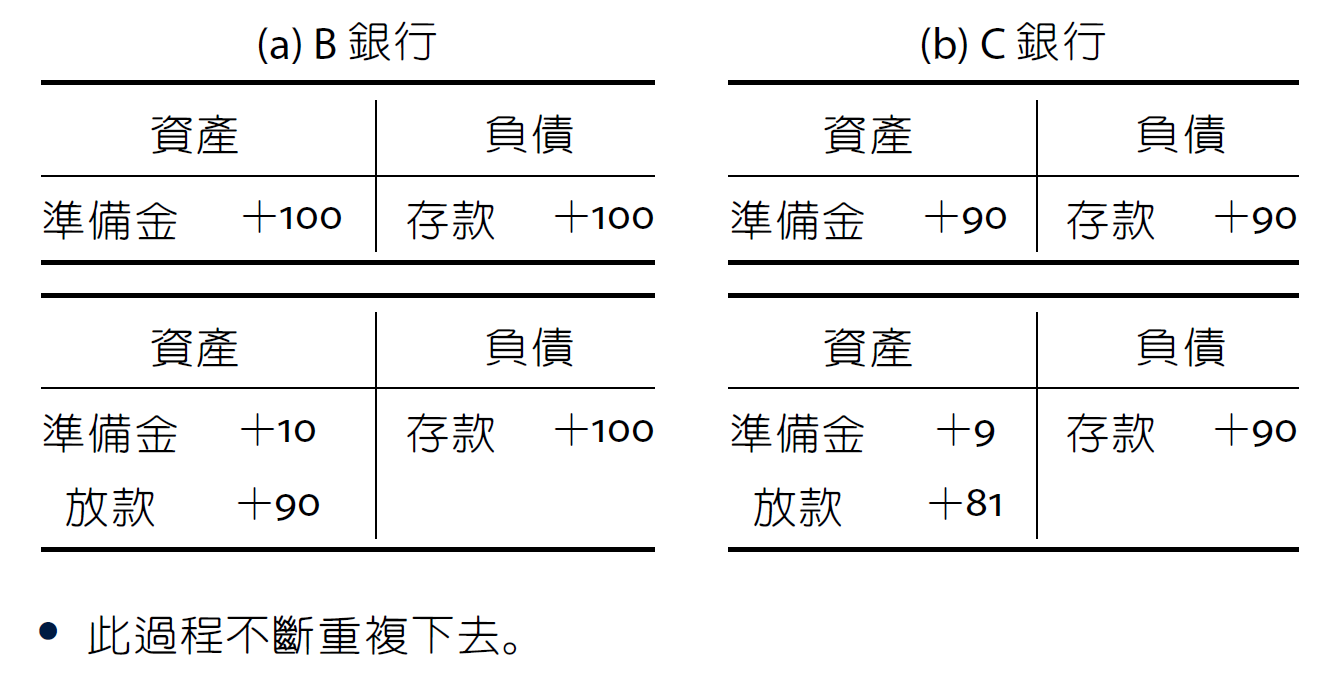 (a) B 銀行 (b) C 銀行
資產 負債 資產 負債
準備金 +100 存款 +100 準備金 +90 存款 +90
資產 負債 資產 負債
準備金 +10 存款 +100 準備金 +9 存款 +90
放款 +90 放款 +81
• 此過程不斷重複下去。